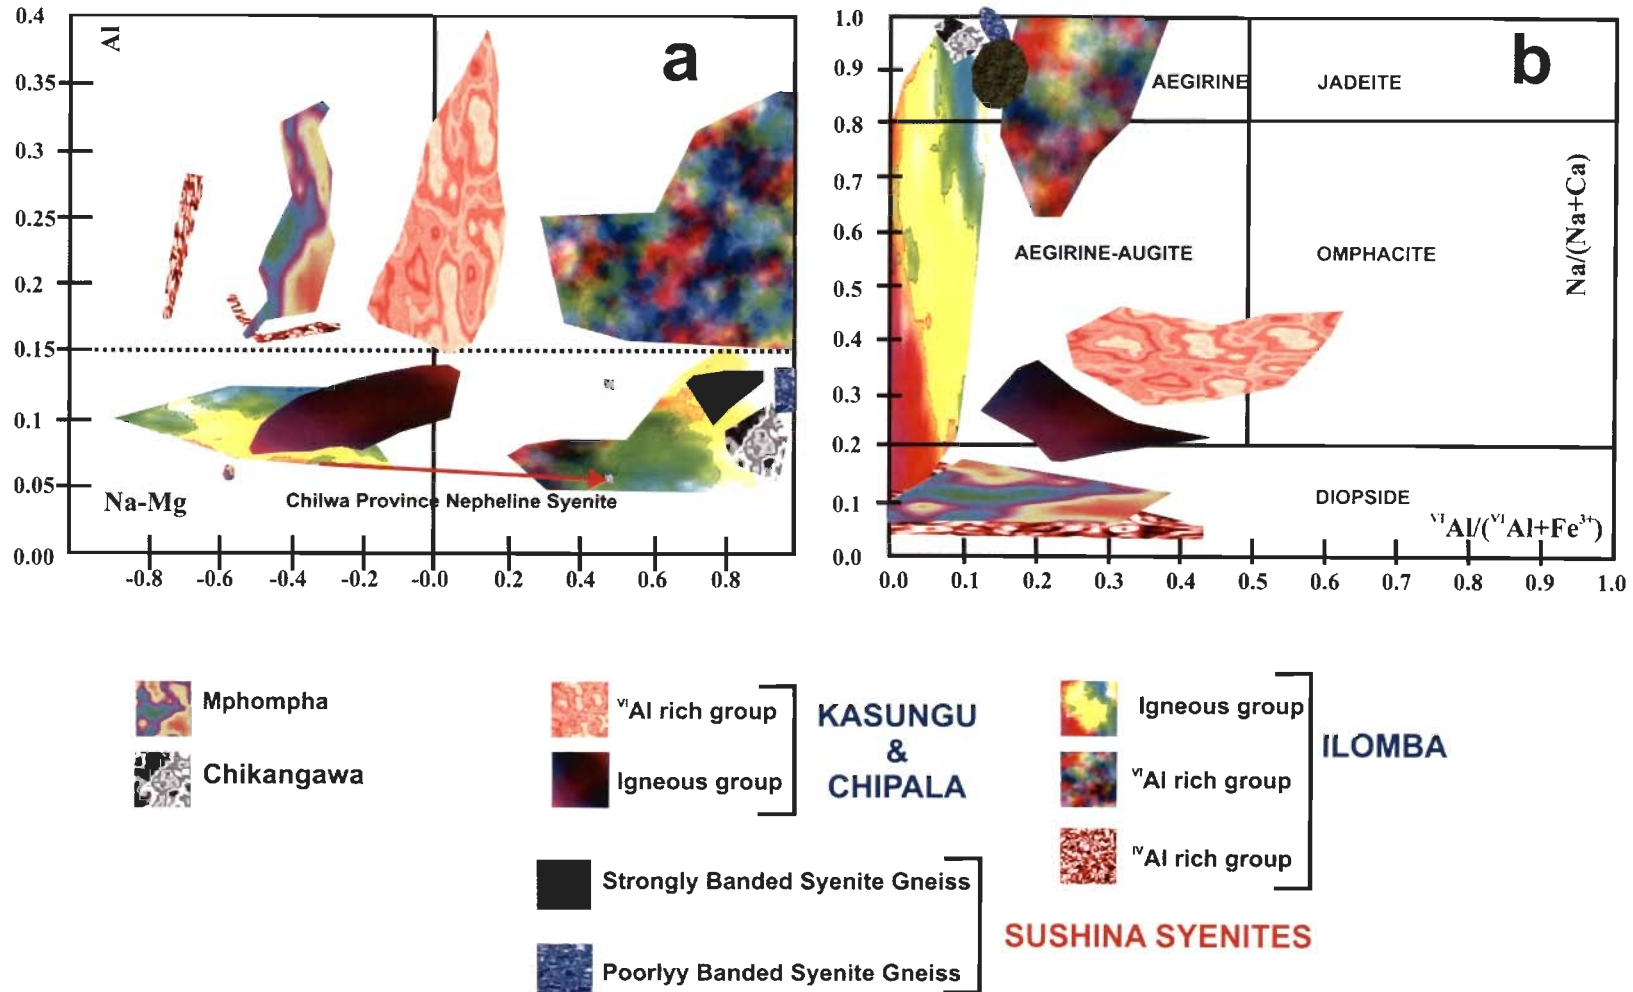 0.4
0.35
0.3
0.25
0.2
0.15
0.1
0.05
0.00
Al
a
Na-Mg
Chilwa Province Nepheline Syenite
-0.8 -0.6 -0.4 -0.2 -0.0 0.2 0.4 0.6 0.8
1.0
0.9
0.8
0.7
0.6
0.5
0.4
0.3
0.2
0.1
0.0
b
AEGIRINE JADEITE
Na/(Na+Ca)
AEGIRINE-AUGITE OMPHACITE
DIOPSIDE
ⱽᴵAl/(ⱽᴵAl+Fe³⁺)
0.0 0.1 0.2 0.3 0.4 0.5 0.6 0.7 0.8 0.9 1.0
Mphompha
Chikangawa
ⱽᴵAl rich group
Igneous group
KASUNGU
&
CHIPALA
Igneous group
ⱽᴵAl rich group
ᴵⱽAl rich group
ILOMBA
Strongly Banded Syenite Gneiss
Poorlyy Banded Syenite Gneiss
SUSHINA SYENITES